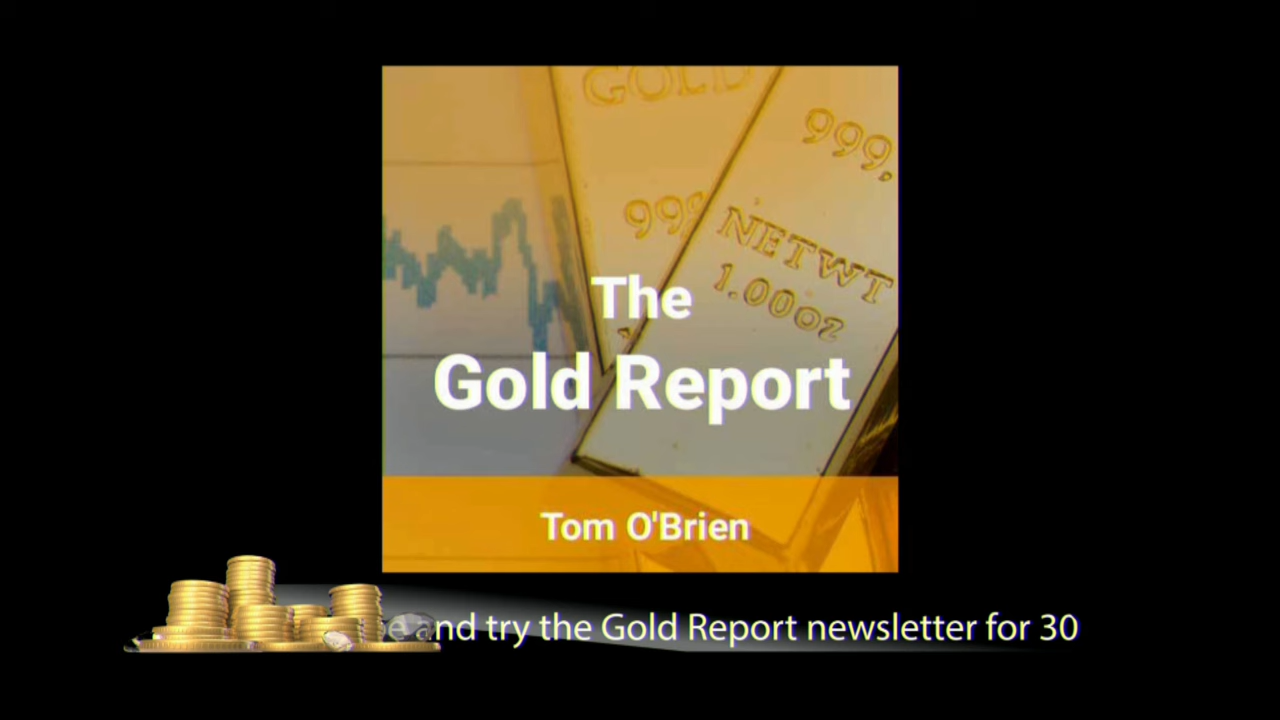 GOLD
999.
999
NETWT
1.00oz
The
Gold Report
Tom O'Brien
and try the Gold Report newsletter for 30